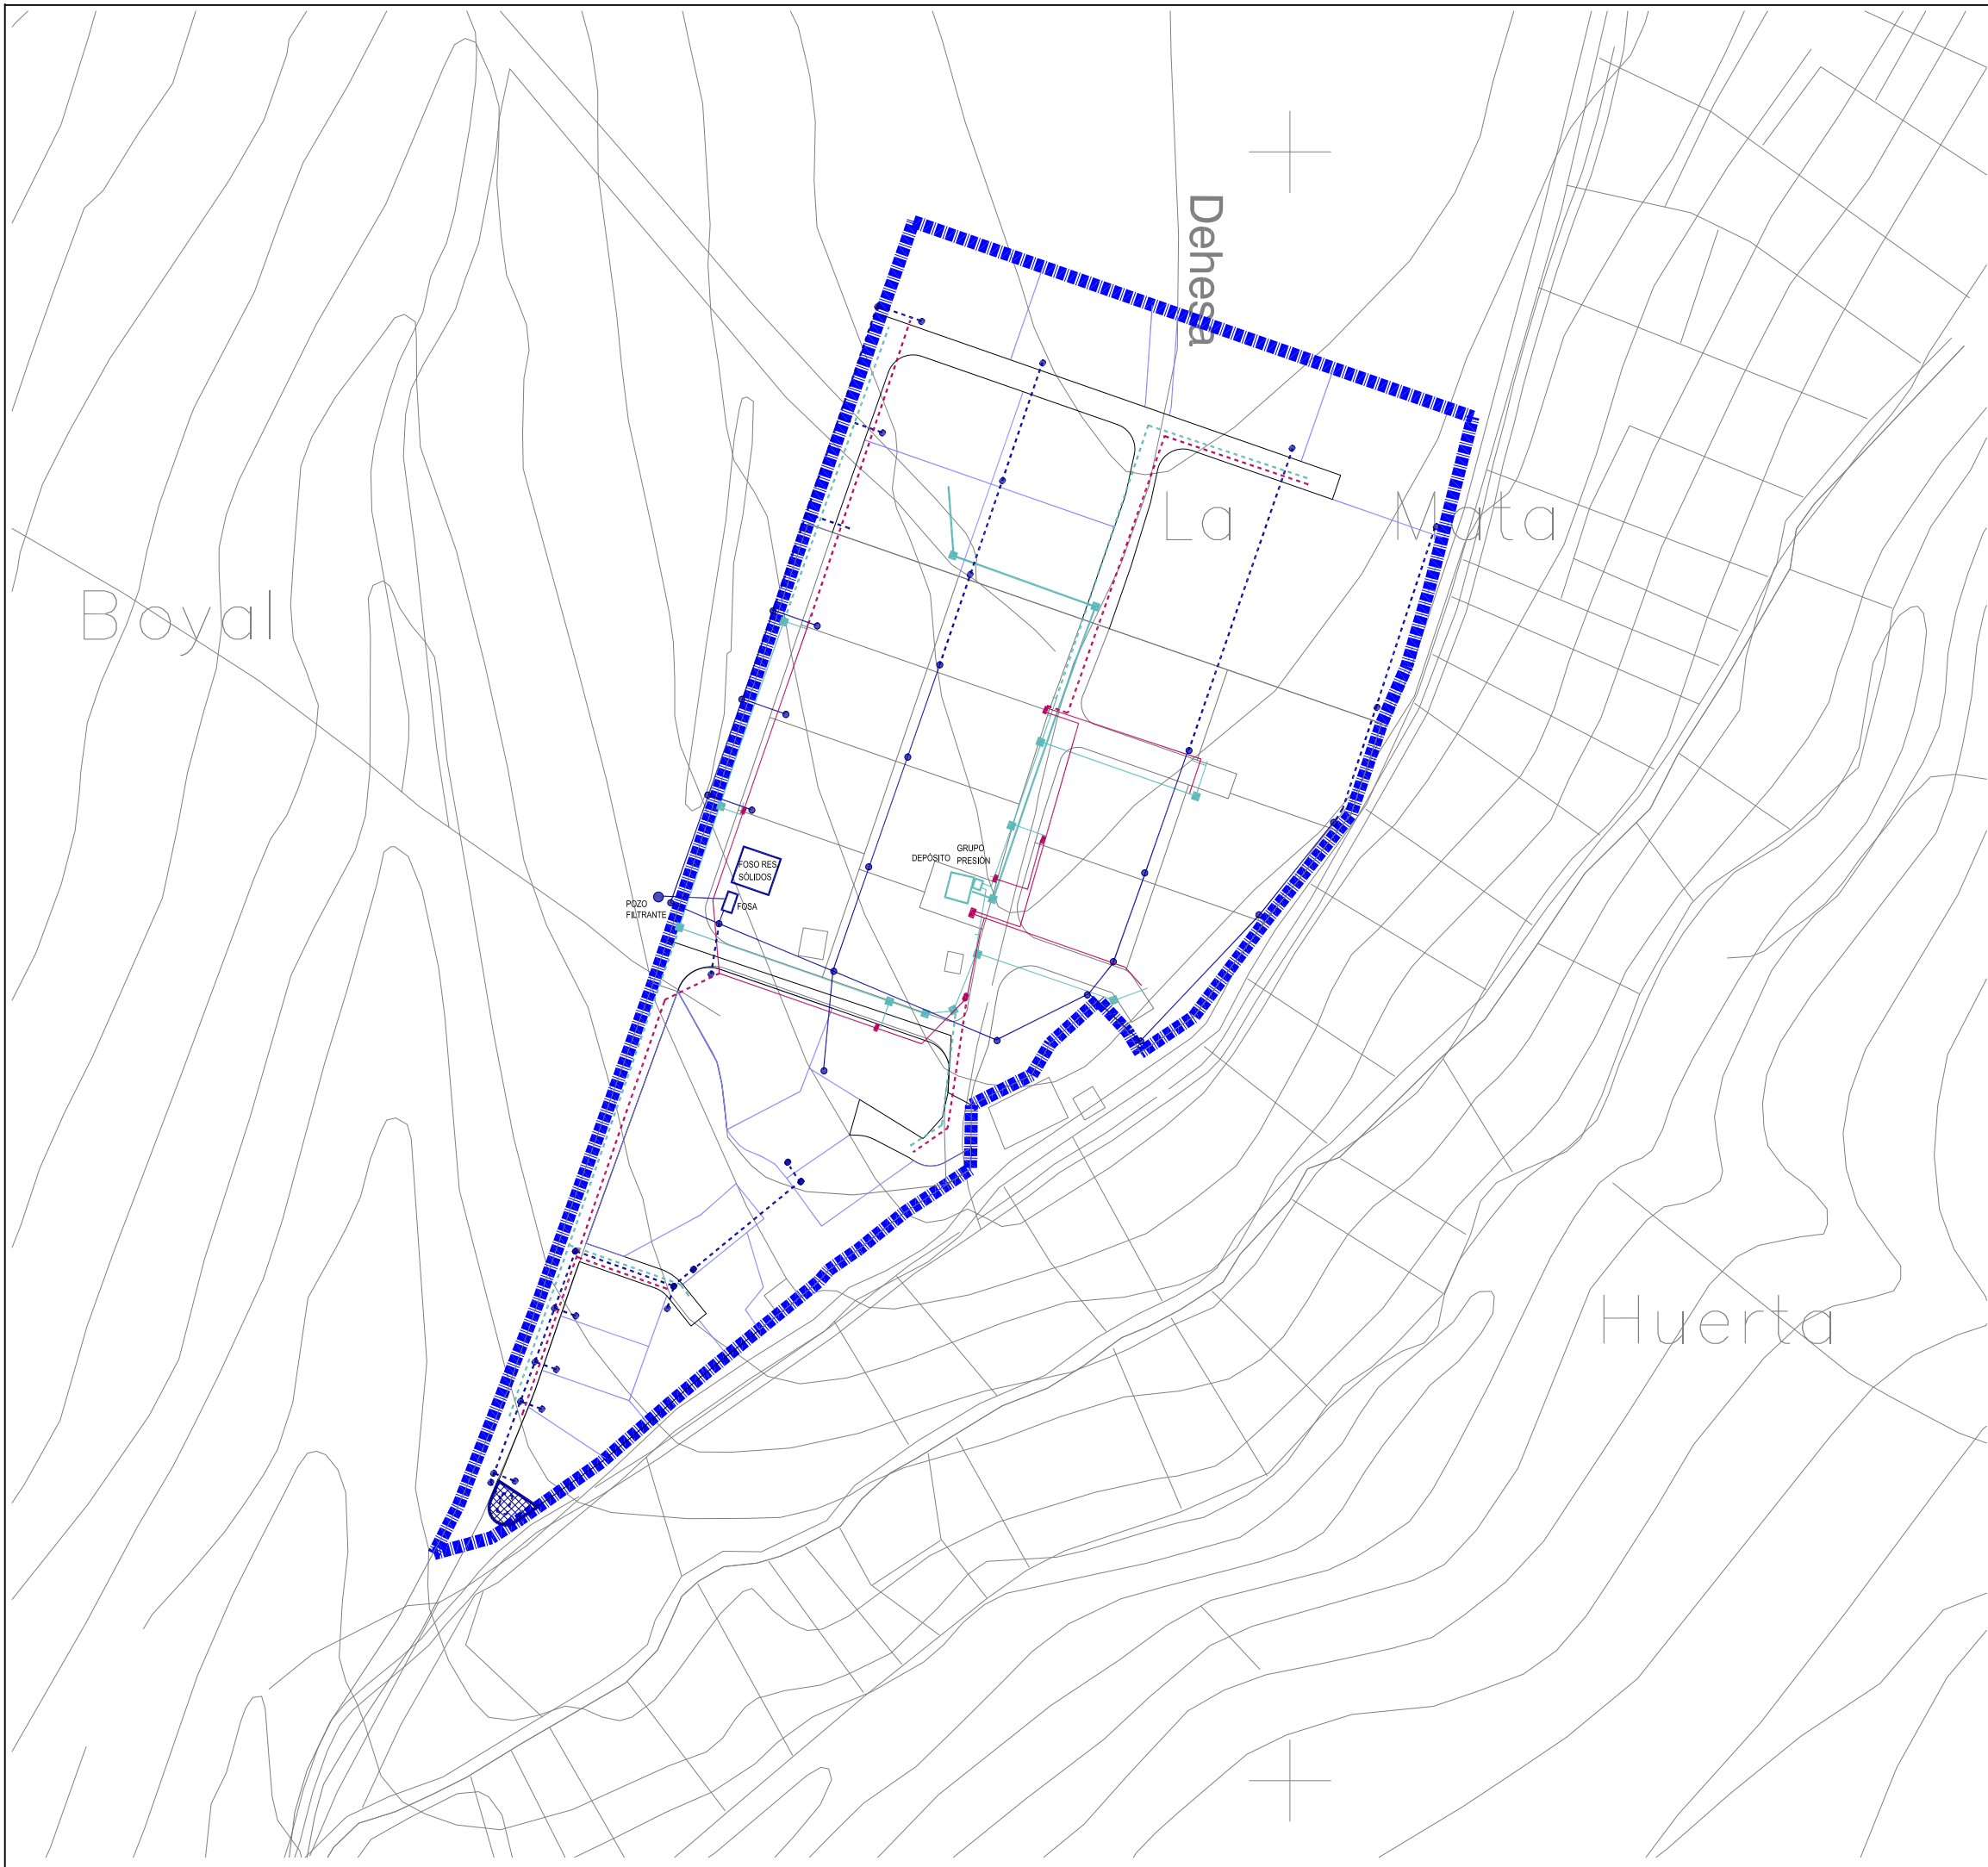 Dehesa
La Mata
Boyal
GRUPO
PRESIÓN
DEPÓSITO
FOSO RES
SÓLIDOS
FOSA
POZO
FILTRANTE
Huerta